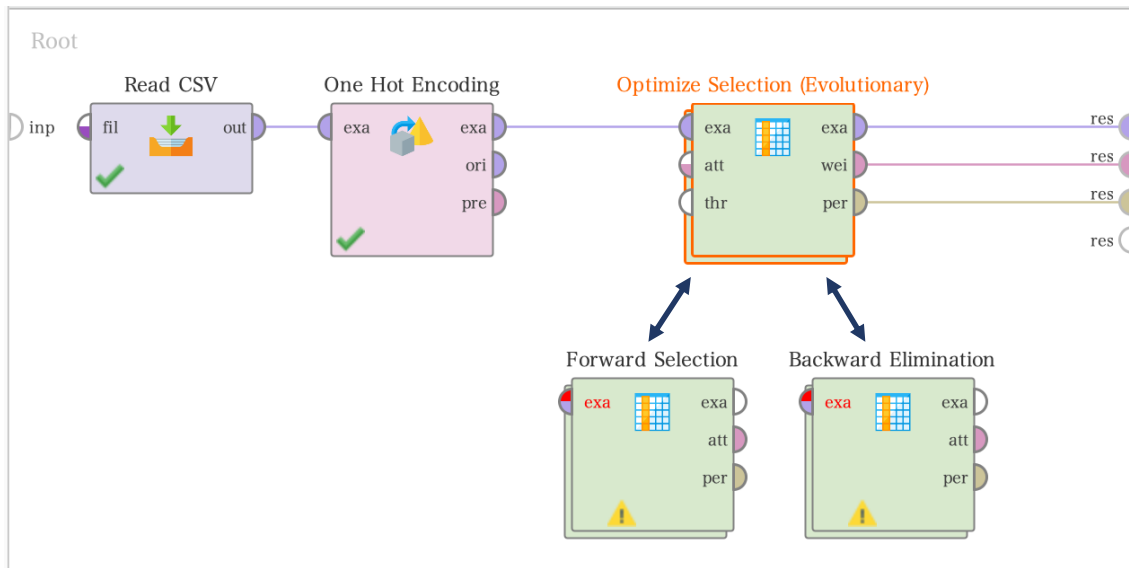 Root
Read CSV
One Hot Encoding
Optimize Selection (Evolutionary)
inp
fil
out
exa
exa
ori
pre
exa
att
thr
exa
wei
per
res
res
res
res
Forward Selection
Backward Elimination
exa
exa
att
per
exa
exa
att
per